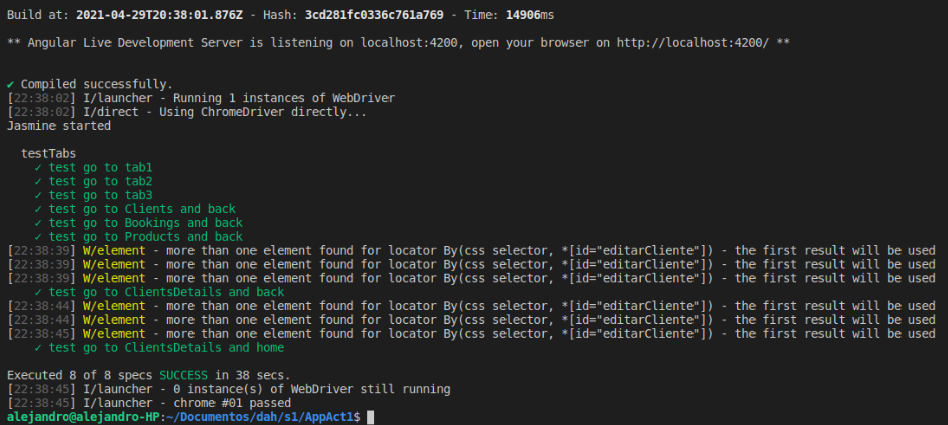 Build at: 2021-04-29T20:38:01.876Z - Hash: 3cd281fc0336c761a769 - Time: 14906ms
** Angular Live Development Server is listening on localhost:4200, open your browser on http://localhost:4200/ **
✔ Compiled successfully.
[22:38:02] I/launcher - Running 1 instances of WebDriver
[22:38:02] I/direct - Using ChromeDriver directly...
Jasmine started
testTabs
✓ test go to tab1
✓ test go to tab2
✓ test go to tab3
✓ test go to Clients and back
✓ test go to Bookings and back
✓ test go to Products and back
[22:38:39] W/element - more than one element found for locator By(css selector, *[id="editarCliente"]) - the first result will be used
[22:38:39] W/element - more than one element found for locator By(css selector, *[id="editarCliente"]) - the first result will be used
[22:38:39] W/element - more than one element found for locator By(css selector, *[id="editarCliente"]) - the first result will be used
✓ test go to ClientsDetails and back
[22:38:44] W/element - more than one element found for locator By(css selector, *[id="editarCliente"]) - the first result will be used
[22:38:44] W/element - more than one element found for locator By(css selector, *[id="editarCliente"]) - the first result will be used
[22:38:45] W/element - more than one element found for locator By(css selector, *[id="editarCliente"]) - the first result will be used
✓ test go to ClientsDetails and home
Executed 8 of 8 specs SUCCESS in 38 secs.
[22:38:45] I/launcher - 0 instance(s) of WebDriver still running
[22:38:45] I/launcher - chrome #01 passed
alejandro@alejandro-HP:~/Documentos/dah/s1/AppAct1$